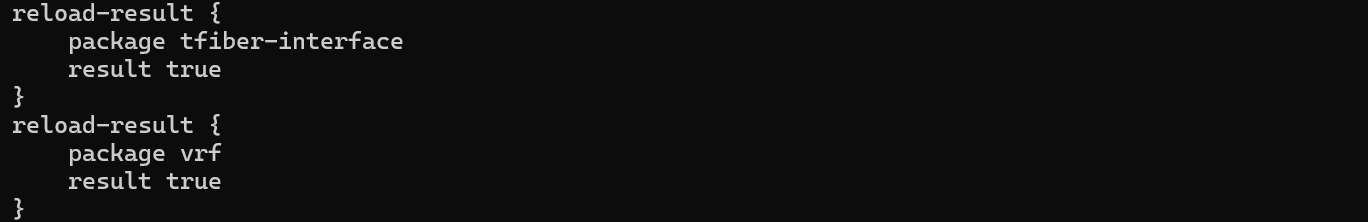 reload-result {
    package tfiber-interface
    result true
}
reload-result {
    package vrf
    result true
}